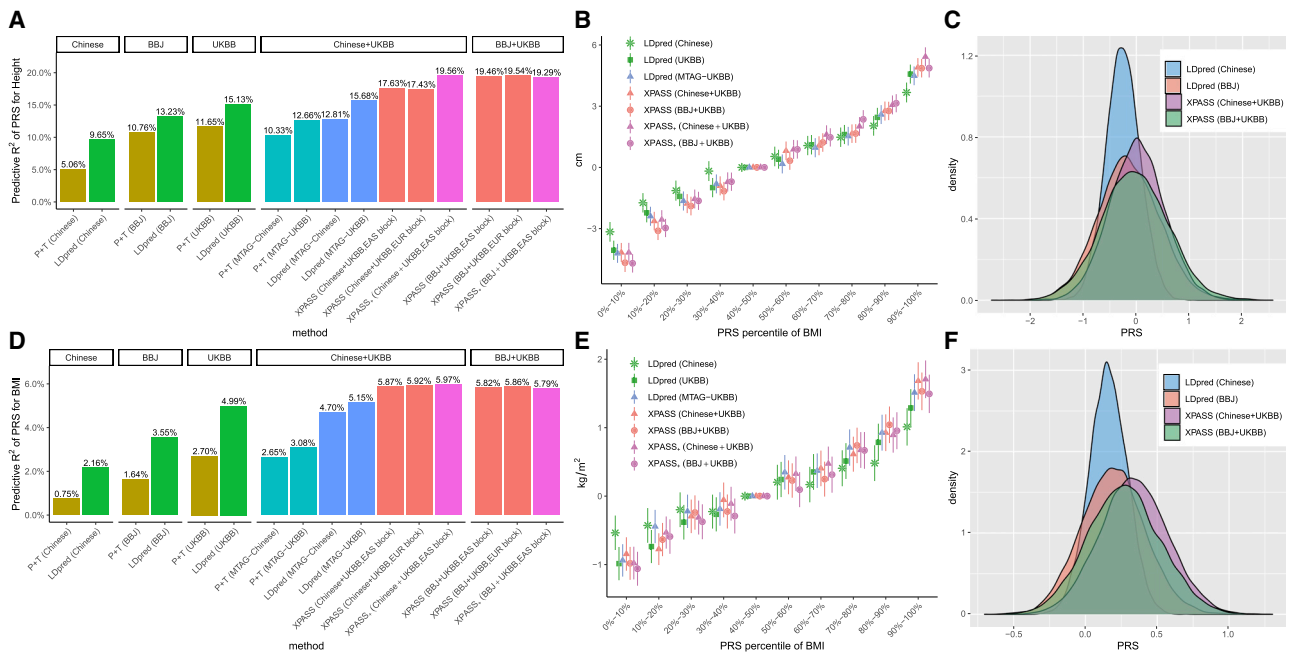 A
Chinese
BBJ
UKBB
Chinese+UKBB
BBJ+UKBB
Predictive R² of PRS for Height
20.0%
15.0%
10.0%
5.0%
0.0%
5.06%
9.65%
10.76%
13.23%
11.65%
15.13%
10.33%
12.66%
12.81%
15.68%
17.63%
17.43%
19.56%
19.46%
19.54%
19.29%
P+T (Chinese)
LDpred (Chinese)
P+T (BBJ)
LDpred (BBJ)
P+T (UKBB)
LDpred (UKBB)
P+T (MTAG−Chinese)
P+T (MTAG−UKBB)
LDpred (MTAG−Chinese)
LDpred (MTAG−UKBB)
XPASS (Chinese+UKBB,EAS block)
XPASS (Chinese+UKBB,EUR block)
XPASS₊ (Chinese + UKBB,EAS block)
XPASS (BBJ+UKBB,EAS block)
XPASS (BBJ+UKBB,EUR block)
XPASS₊ (BBJ + UKBB,EAS block)
method
B
LDpred (Chinese)
LDpred (UKBB)
LDpred (MTAG−UKBB)
XPASS (Chinese+UKBB)
XPASS (BBJ+UKBB)
XPASS₊ (Chinese + UKBB)
XPASS₊ (BBJ + UKBB)
cm
6
3
0
−3
0%−10%
10%−20%
20%−30%
30%−40%
40%−50%
50%−60%
60%−70%
70%−80%
80%−90%
90%−100%
PRS percentile of BMI
C
LDpred (Chinese)
LDpred (BBJ)
XPASS (Chinese+UKBB)
XPASS (BBJ+UKBB)
density
1.2
0.8
0.4
0.0
−2
−1
0
1
2
PRS
D
Chinese
BBJ
UKBB
Chinese+UKBB
BBJ+UKBB
Predictive R² of PRS for BMI
6.0%
4.0%
2.0%
0.0%
0.75%
2.16%
1.64%
3.55%
2.70%
4.99%
2.65%
3.08%
4.70%
5.15%
5.87%
5.92%
5.97%
5.82%
5.86%
5.79%
P+T (Chinese)
LDpred (Chinese)
P+T (BBJ)
LDpred (BBJ)
P+T (UKBB)
LDpred (UKBB)
P+T (MTAG−Chinese)
P+T (MTAG−UKBB)
LDpred (MTAG−Chinese)
LDpred (MTAG−UKBB)
XPASS (Chinese+UKBB,EAS block)
XPASS (Chinese+UKBB,EUR block)
XPASS₊ (Chinese + UKBB,EAS block)
XPASS (BBJ+UKBB,EAS block)
XPASS (BBJ+UKBB,EUR block)
XPASS₊ (BBJ + UKBB,EAS block)
method
E
LDpred (Chinese)
LDpred (UKBB)
LDpred (MTAG−UKBB)
XPASS (Chinese+UKBB)
XPASS (BBJ+UKBB)
XPASS₊ (Chinese + UKBB)
XPASS₊ (BBJ + UKBB)
kg/m²
2
1
0
−1
0%−10%
10%−20%
20%−30%
30%−40%
40%−50%
50%−60%
60%−70%
70%−80%
80%−90%
90%−100%
PRS percentile of BMI
F
LDpred (Chinese)
LDpred (BBJ)
XPASS (Chinese+UKBB)
XPASS (BBJ+UKBB)
density
3
2
1
0
−0.5
0.0
0.5
1.0
PRS